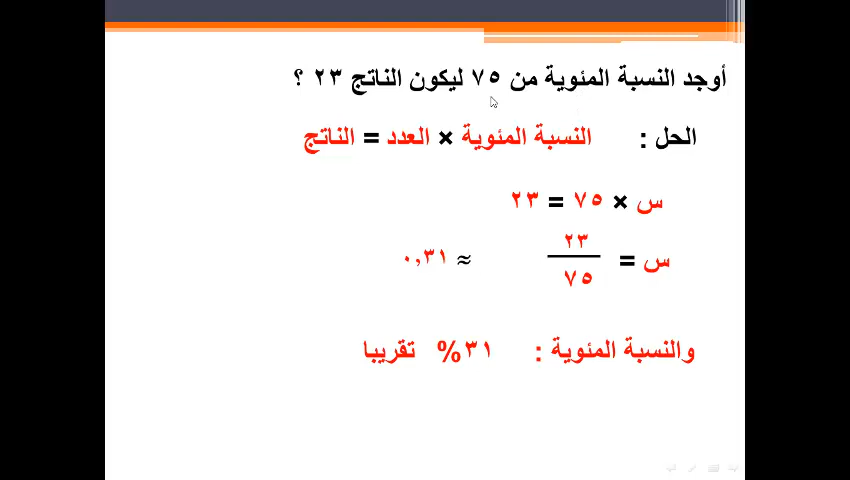 أوجد النسبة المئوية من ٧٥ ليكون الناتج ٢٣ ؟
الحل : النسبة المئوية × العدد = الناتج
س × ٧٥ = ٢٣
س = ٢٣ / ٧٥ ≈ ٠,٣١
والنسبة المئوية : ٣١% تقريبا